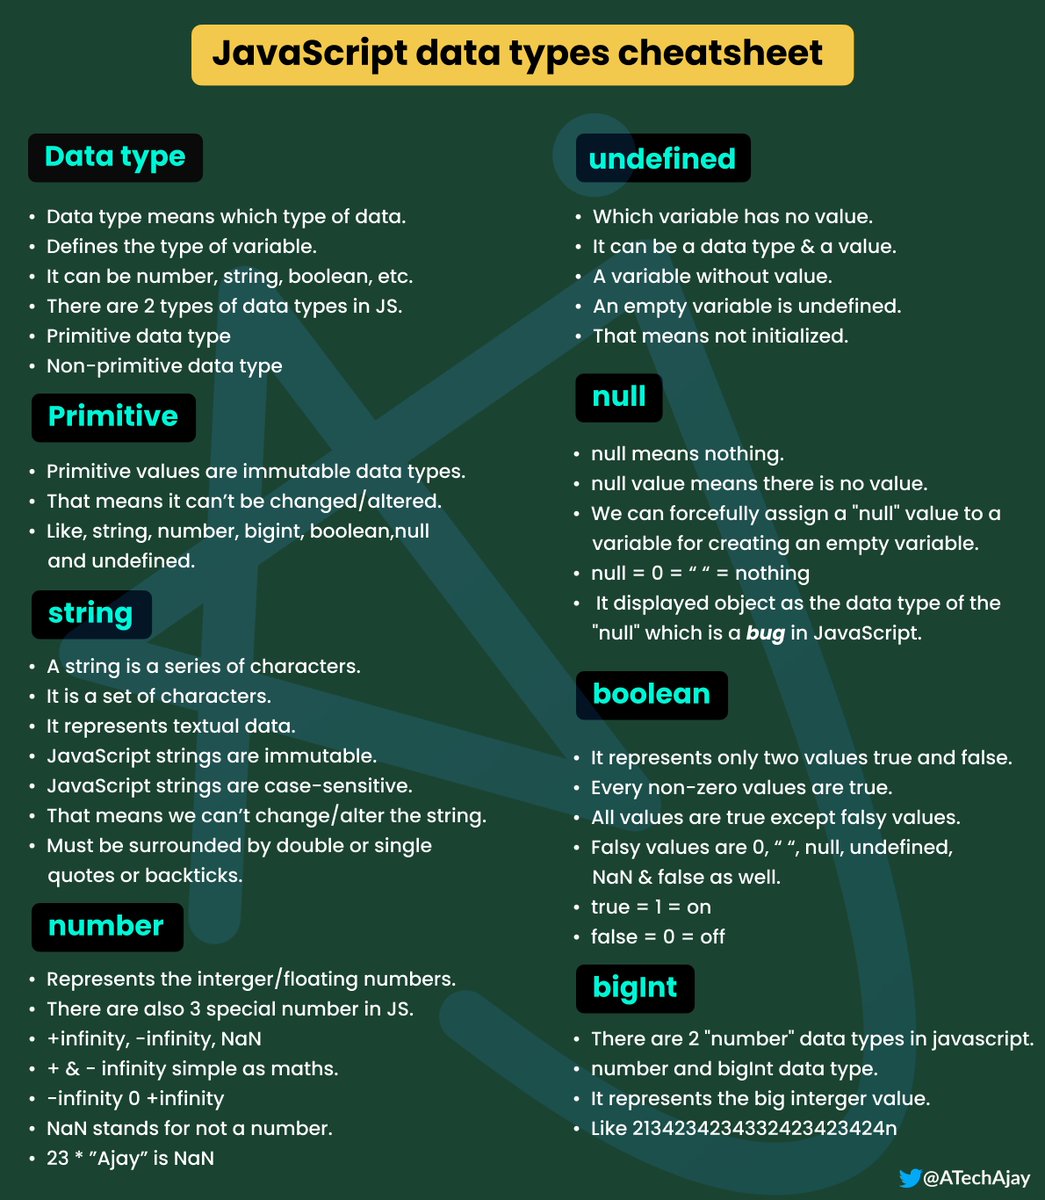 JavaScript data types cheatsheet
Data type
• Data type means which type of data.
• Defines the type of variable.
• It can be number, string, boolean, etc.
• There are 2 types of data types in JS.
• Primitive data type
• Non-primitive data type
Primitive
• Primitive values are immutable data types.
• That means it can’t be changed/altered.
• Like, string, number, bigint, boolean,null
and undefined.
string
• A string is a series of characters.
• It is a set of characters.
• It represents textual data.
• JavaScript strings are immutable.
• JavaScript strings are case-sensitive.
• That means we can’t change/alter the string.
• Must be surrounded by double or single
quotes or backticks.
number
• Represents the interger/floating numbers.
• There are also 3 special number in JS.
• +infinity, -infinity, NaN
• + & - infinity simple as maths.
• -infinity 0 +infinity
• NaN stands for not a number.
• 23 * ”Ajay” is NaN
undefined
• Which variable has no value.
• It can be a data type & a value.
• A variable without value.
• An empty variable is undefined.
• That means not initialized.
null
• null means nothing.
• null value means there is no value.
• We can forcefully assign a "null" value to a
variable for creating an empty variable.
• null = 0 = “ “ = nothing
• It displayed object as the data type of the
"null" which is a bug in JavaScript.
boolean
• It represents only two values true and false.
• Every non-zero values are true.
• All values are true except falsy values.
• Falsy values are 0, “ “, null, undefined,
NaN & false as well.
• true = 1 = on
• false = 0 = off
bigInt
• There are 2 "number" data types in javascript.
• number and bigInt data type.
• It represents the big interger value.
• Like 2134234234332423423424n
@ATechAjay